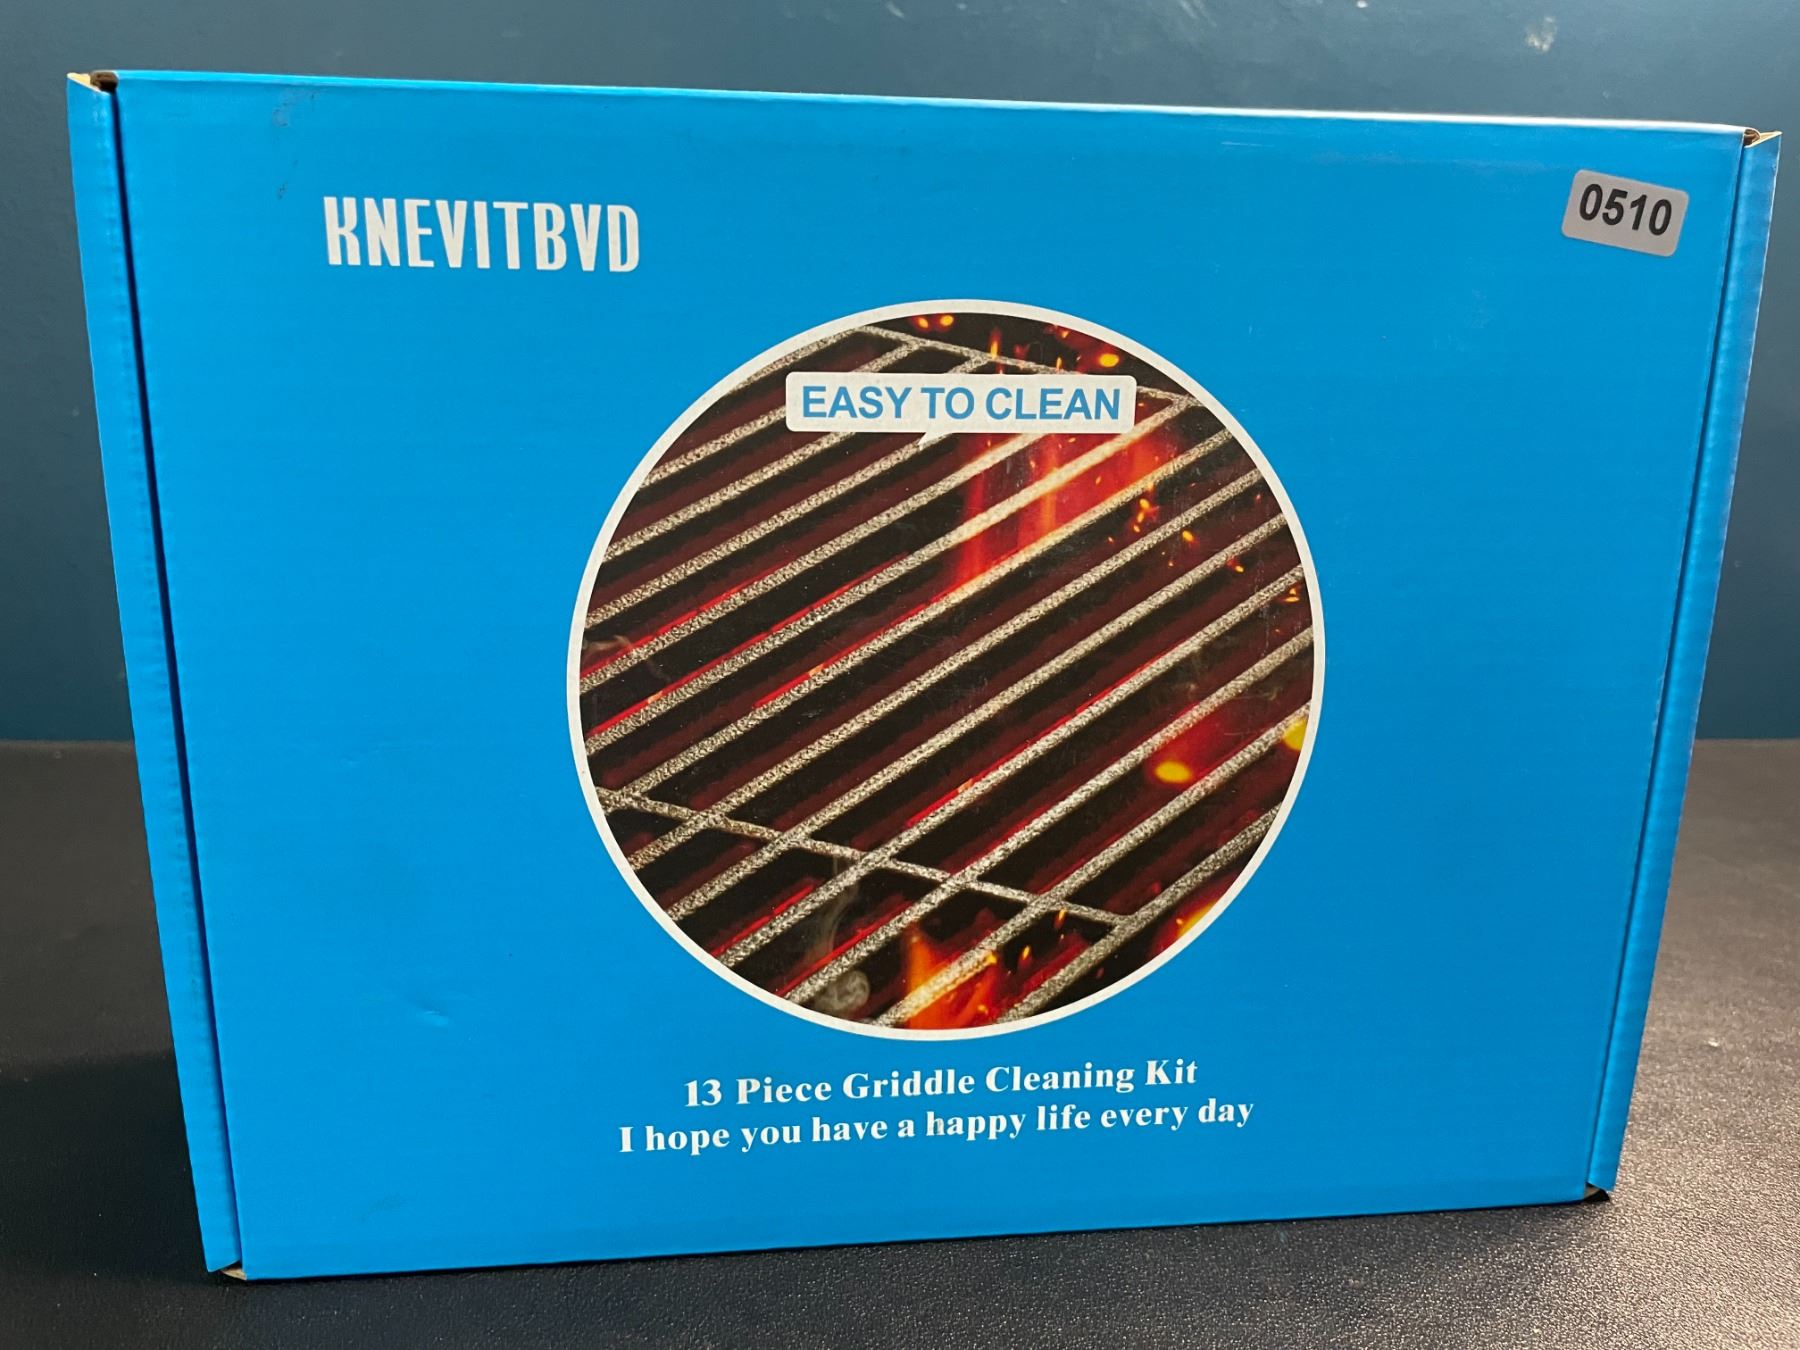 KNEVITBVD
0510
EASY TO CLEAN
13 Piece Griddle Cleaning Kit
I hope you have a happy life every day